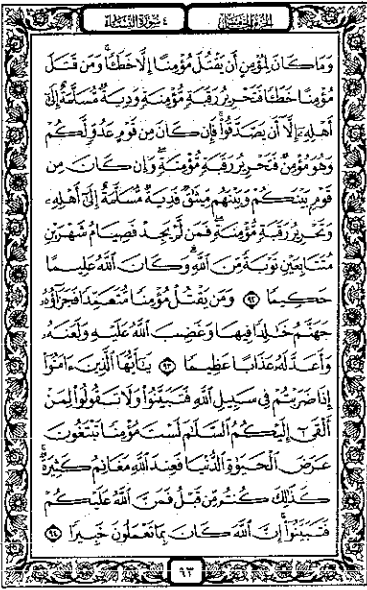 الجزء الخامس ٤ سورة النساء
وَمَا كَانَ لِمُؤْمِنٍ أَن يَقْتُلَ مُؤْمِنًا إِلَّا خَطَـًٔا ۚ وَمَن قَتَلَ
مُؤْمِنًا خَطَـًٔا فَتَحْرِيرُ رَقَبَةٍ مُّؤْمِنَةٍ وَدِيَةٌ مُّسَلَّمَةٌ إِلَىٰٓ
أَهْلِهِۦٓ إِلَّآ أَن يَصَّدَّقُوا۟ ۚ فَإِن كَانَ مِن قَوْمٍ عَدُوٍّ لَّكُمْ
وَهُوَ مُؤْمِنٌ فَتَحْرِيرُ رَقَبَةٍ مُّؤْمِنَةٍ ۖ وَإِن كَانَ مِن
قَوْمٍۭ بَيْنَكُمْ وَبَيْنَهُم مِّيثَـٰقٌ فَدِيَةٌ مُّسَلَّمَةٌ إِلَىٰٓ أَهْلِهِۦ
وَتَحْرِيرُ رَقَبَةٍ مُّؤْمِنَةٍ ۖ فَمَن لَّمْ يَجِدْ فَصِيَامُ شَهْرَيْنِ
مُتَتَابِعَيْنِ تَوْبَةً مِّنَ ٱللَّهِ ۗ وَكَانَ ٱللَّهُ عَلِيمًا
حَكِيمًا ٩٢ وَمَن يَقْتُلْ مُؤْمِنًا مُّتَعَمِّدًا فَجَزَآؤُهُۥ
جَهَنَّمُ خَـٰلِدًا فِيهَا وَغَضِبَ ٱللَّهُ عَلَيْهِ وَلَعَنَهُۥ
وَأَعَدَّ لَهُۥ عَذَابًا عَظِيمًا ٩٣ يَـٰٓأَيُّهَا ٱلَّذِينَ ءَامَنُوٓا۟
إِذَا ضَرَبْتُمْ فِى سَبِيلِ ٱللَّهِ فَتَبَيَّنُوا۟ وَلَا تَقُولُوا۟ لِمَنْ
أَلْقَىٰٓ إِلَيْكُمُ ٱلسَّلَـٰمَ لَسْتَ مُؤْمِنًا تَبْتَغُونَ
عَرَضَ ٱلْحَيَوٰةِ ٱلدُّنْيَا فَعِندَ ٱللَّهِ مَغَانِمُ كَثِيرَةٌ ۚ
كَذَٰلِكَ كُنتُم مِّن قَبْلُ فَمَنَّ ٱللَّهُ عَلَيْكُمْ
فَتَبَيَّنُوٓا۟ ۚ إِنَّ ٱللَّهَ كَانَ بِمَا تَعْمَلُونَ خَبِيرًا ٩٤
٩٣